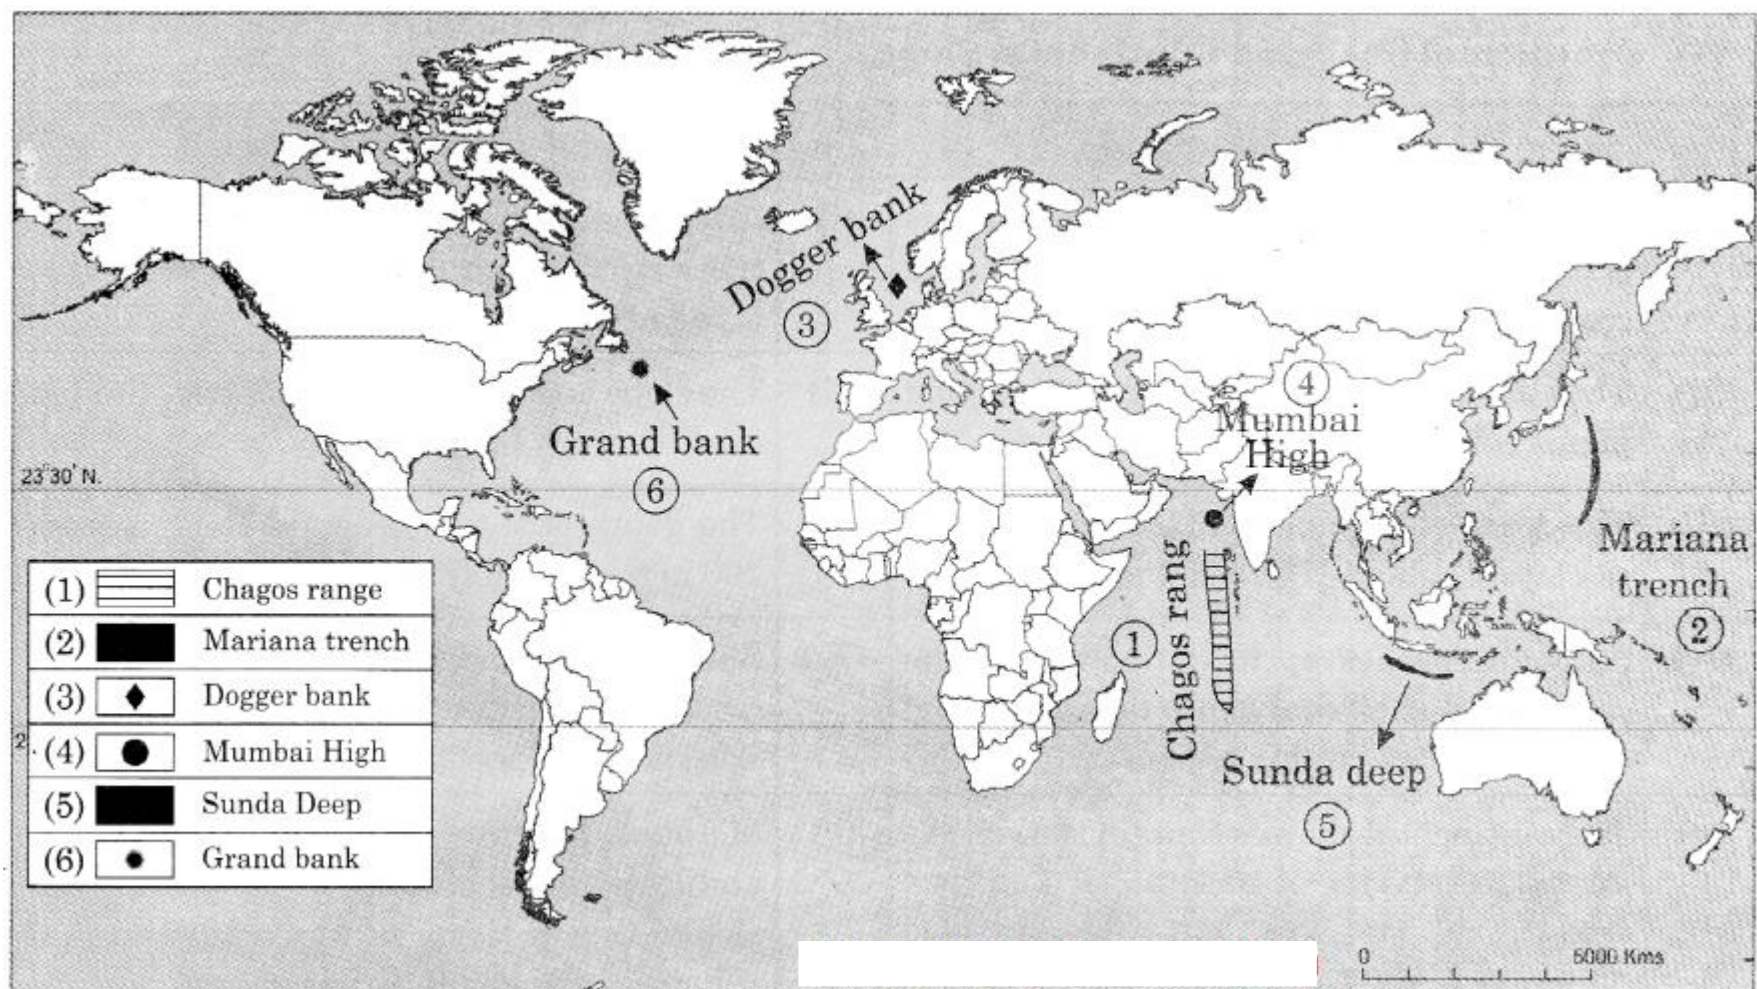 Dogger bank
3
4
Mumbai
High
Grand bank
6
23°30' N.
Mariana
trench
2
Chagos rang
1
Sunda deep
5
(1) Chagos range
(2) Mariana trench
(3) Dogger bank
(4) Mumbai High
(5) Sunda Deep
(6) Grand bank
2
0 5000 Kms